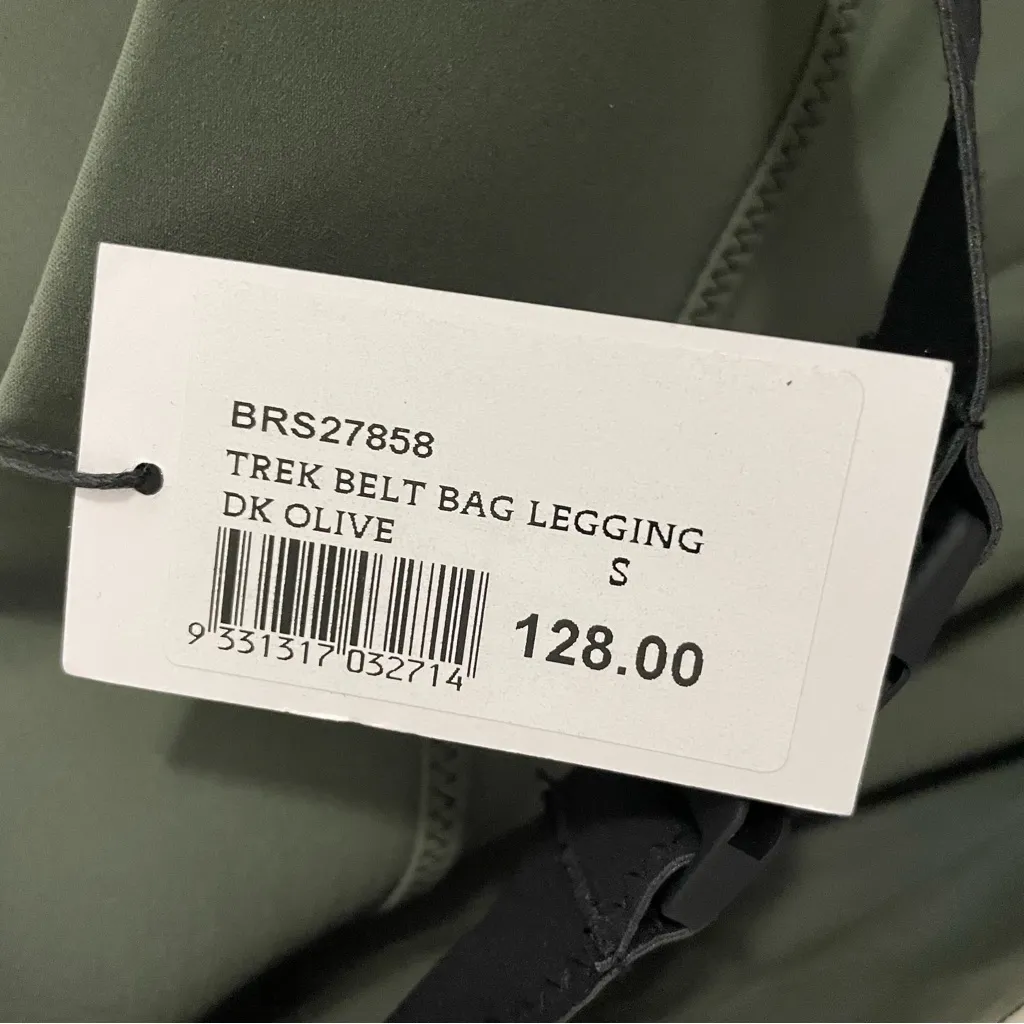 BRS27858
TREK BELT BAG LEGGING
DK OLIVE
S
128.00
9 331317 032714